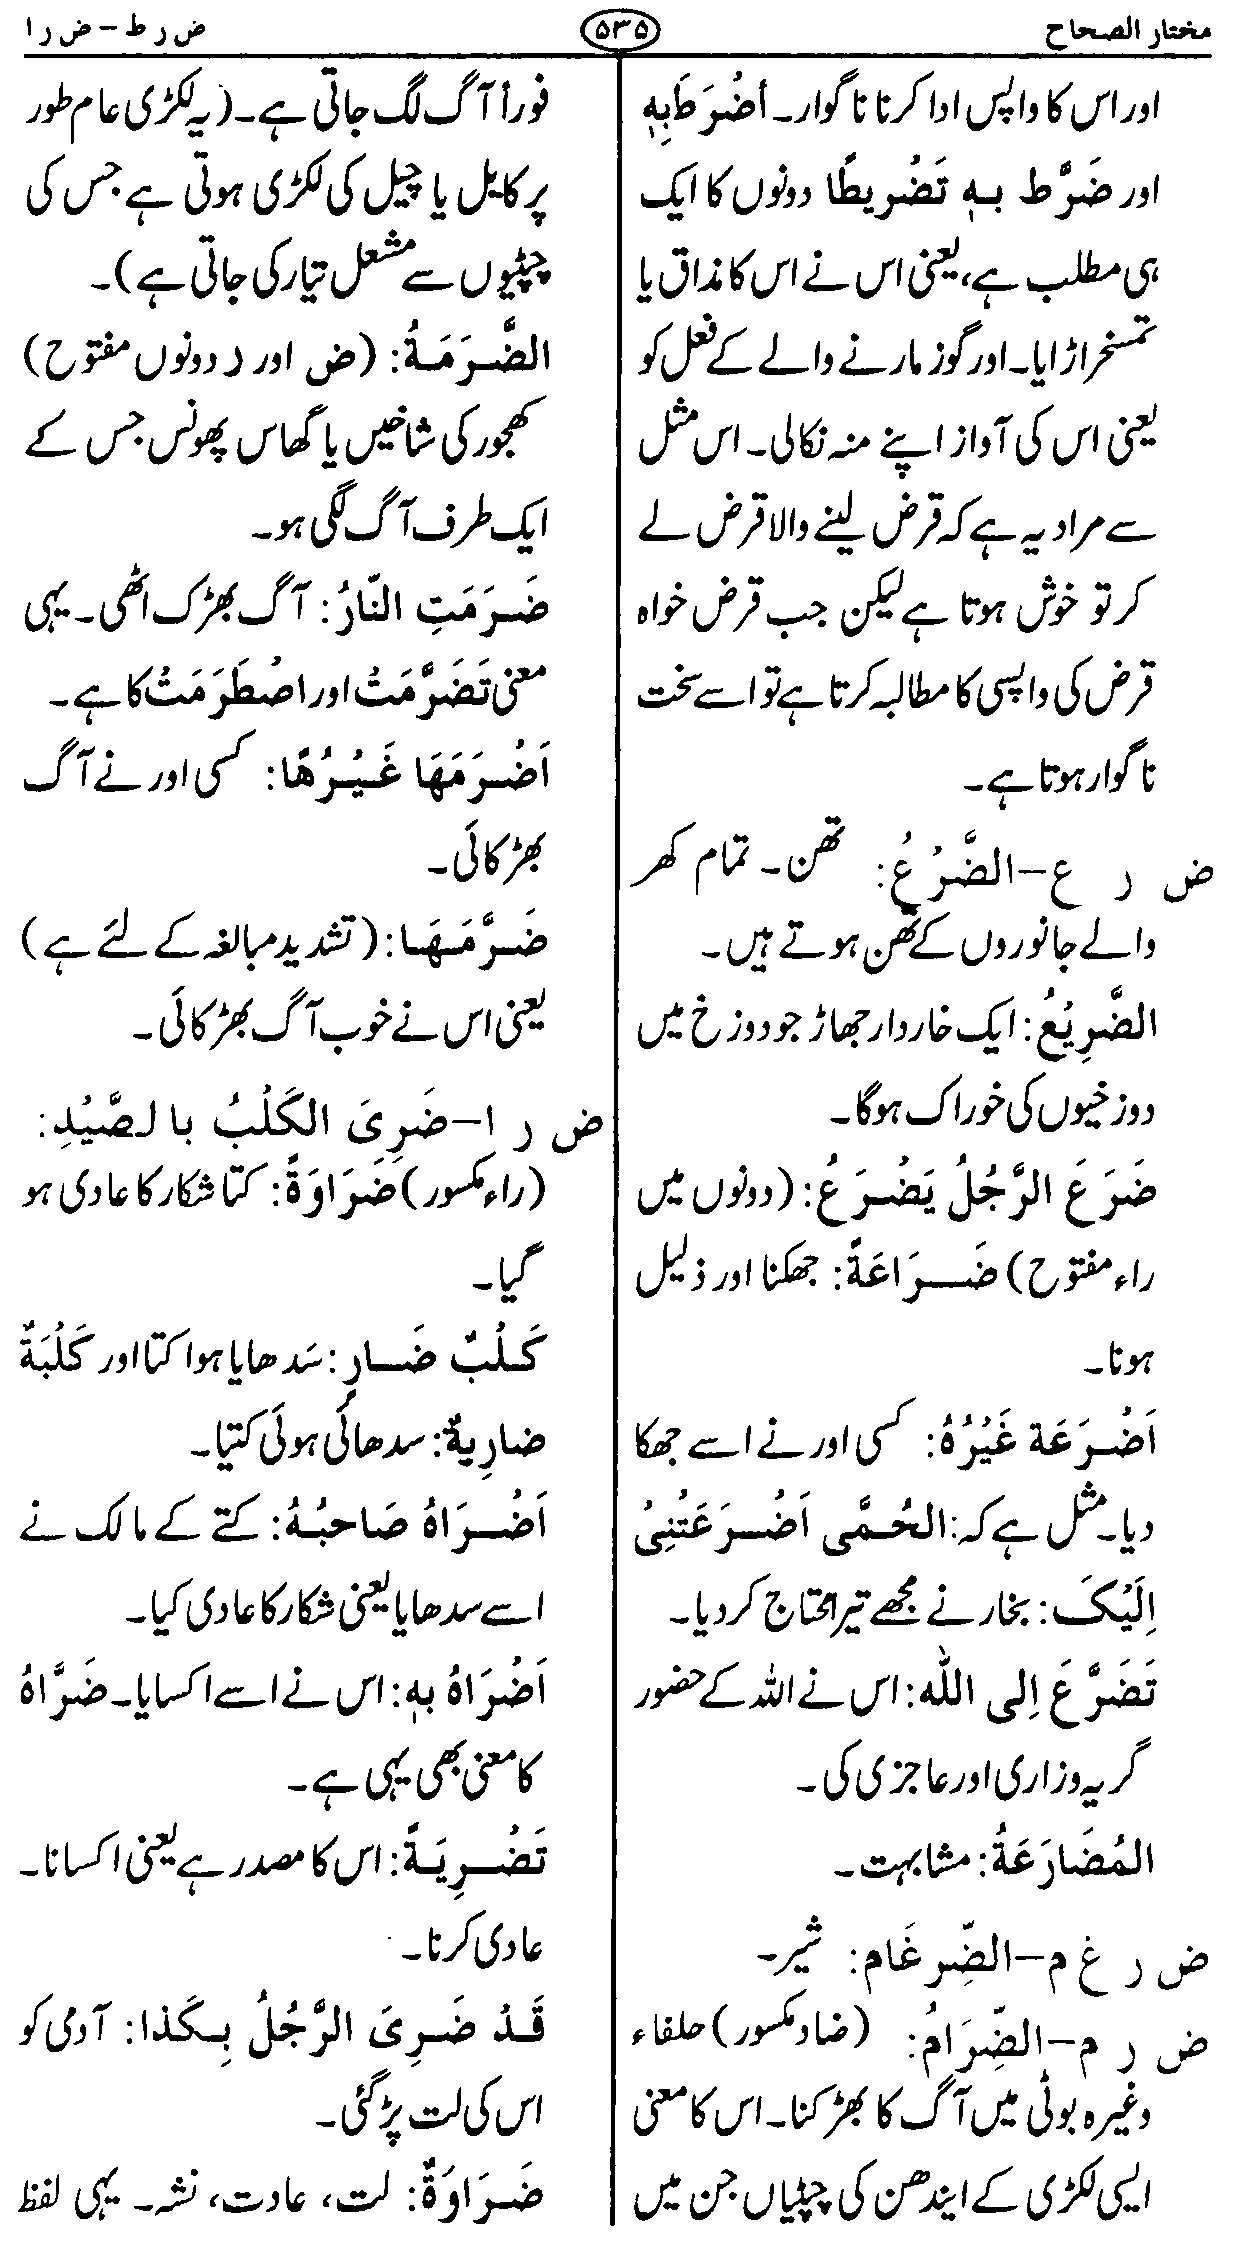 مختار الصحاح
۵۳۵
ض ر ط – ض ر ا
اور اس کا واپس ادا کرنا ناگوار۔ أَضْرَطَ بِهٖ
اور ضَرَّط بِهٖ تَضْرِیطًا دونوں کا ایک
ہی مطلب ہے، یعنی اس نے اس کا مذاق یا
تمسخر اڑایا۔ اور گوز مارنے والے کے فعل کو
یعنی اس کی آواز اپنے منہ نکالی۔ اس مثل
سے مراد یہ ہے کہ قرض لینے والا قرض لے
کر تو خوش ہوتا ہے لیکن جب قرض خواہ
قرض کی واپسی کا مطالبہ کرتا ہے تو اسے سخت
ناگوار ہوتا ہے۔
ض ر ع – الضَّرْعُ: تھن۔ تمام کھر
والے جانوروں کے تھن ہوتے ہیں۔
الضَّرِیْعُ: ایک خاردار جھاڑ جو دوزخ میں
دوزخیوں کی خوراک ہوگا۔
ضَرَعَ الرَّجُلُ یَضْرَعُ: (دونوں میں
راء مفتوح) ضَرَاعَةً: جھکنا اور ذلیل
ہونا۔
اَضْرَعَهٗ غَیْرُهُ: کسی اور نے اسے جھکا
دیا۔ مثل ہے کہ: الحُمّٰی اَضْرَعَتْنِیْ
اِلَیْکَ: بخار نے مجھے تیرا محتاج کر دیا۔
تَضَرَّعَ اِلی اللّٰه: اس نے اللہ کے حضور
گریہ وزاری اور عاجزی کی۔
المُضَارَعَةُ: مشابہت۔
ض ر غ م – الضِّرغَام: شیر۔
ض ر م – الضِّرَامُ: (ضاد مکسور) حلفاء
وغیرہ بوٹی میں آگ کا بھڑکنا۔ اس کا معنی
ایسی لکڑی کے ایندھن کی چپٹیاں جن میں
فوراً آگ لگ جاتی ہے۔ (یہ لکڑی عام طور
پر کایل یا چیل کی لکڑی ہوتی ہے جس کی
چپٹیوں سے مشعل تیار کی جاتی ہے)۔
الضَّرَمَةُ: (ض اور ر دونوں مفتوح)
کھجور کی شاخیں یا گھاس پھونس جس کے
ایک طرف آگ لگی ہو۔
ضَرَمَتِ النّارُ: آگ بھڑک اٹھی۔ یہی
معنی تَضَرَّمَتْ اور اضْطَرَمَتْ کا ہے۔
اَضْرَمَهَا غَیْرُهَا: کسی اور نے آگ
بھڑکائی۔
ضَرَّمَهَا: (تشدید مبالغہ کے لئے ہے)
یعنی اس نے خوب آگ بھڑکائی۔
ض ر ا – ضَرِیَ الکَلْبُ بالصَّیْدِ:
(راء مکسور) ضَرَاوَةً: کتا شکار کا عادی ہو
گیا۔
کَلْبٌ ضَارٍ: سَدھایا ہوا کتا اور کَلْبَةٌ
ضارِیةٌ: سدھائی ہوئی کتیا۔
اَضْرَاهُ صَاحبُهُ: کتے کے مالک نے
اسے سدھایا یعنی شکار کا عادی کیا۔
اَضْرَاهُ بهٖ: اس نے اسے اکسایا۔ ضَرَّاهُ
کا معنی بھی یہی ہے۔
تَضْرِیَةً: اس کا مصدر ہے یعنی اکسانا۔
عادی کرنا۔
قَدْ ضَرِیَ الرَّجُلُ بِکَذا: آدمی کو
اس کی لت پڑ گئی۔
ضَرَاوَةٌ: لت، عادت، نشہ۔ یہی لفظ